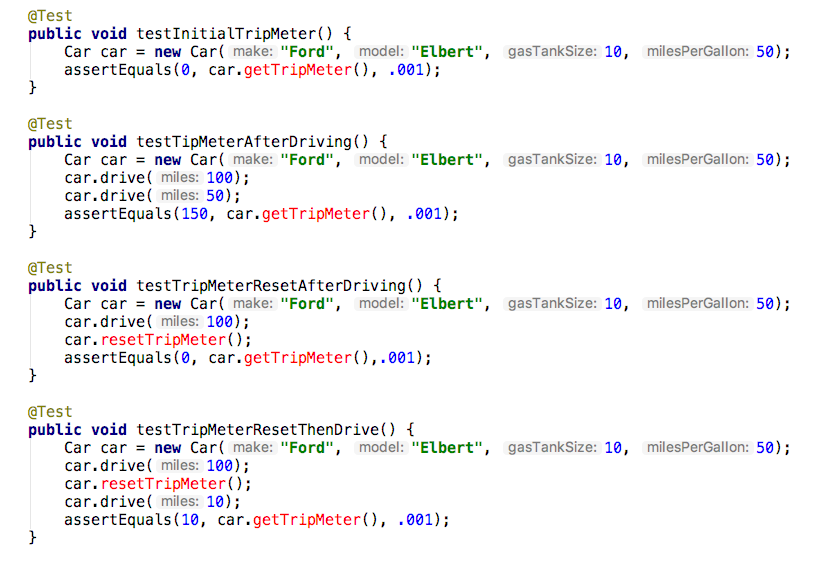 @Test
public void testInitialTripMeter() {
Car car = new Car( make: "Ford", model: "Elbert", gasTankSize: 10, milesPerGallon: 50);
assertEquals(0, car.getTripMeter(), .001);
}
@Test
public void testTipMeterAfterDriving() {
Car car = new Car( make: "Ford", model: "Elbert", gasTankSize: 10, milesPerGallon: 50);
car.drive( miles: 100);
car.drive( miles: 50);
assertEquals(150, car.getTripMeter(), .001);
}
@Test
public void testTripMeterResetAfterDriving() {
Car car = new Car( make: "Ford", model: "Elbert", gasTankSize: 10, milesPerGallon: 50);
car.drive( miles: 100);
car.resetTripMeter();
assertEquals(0, car.getTripMeter(),.001);
}
@Test
public void testTripMeterResetThenDrive() {
Car car = new Car( make: "Ford", model: "Elbert", gasTankSize: 10, milesPerGallon: 50);
car.drive( miles: 100);
car.resetTripMeter();
car.drive( miles: 10);
assertEquals(10, car.getTripMeter(), .001);
}